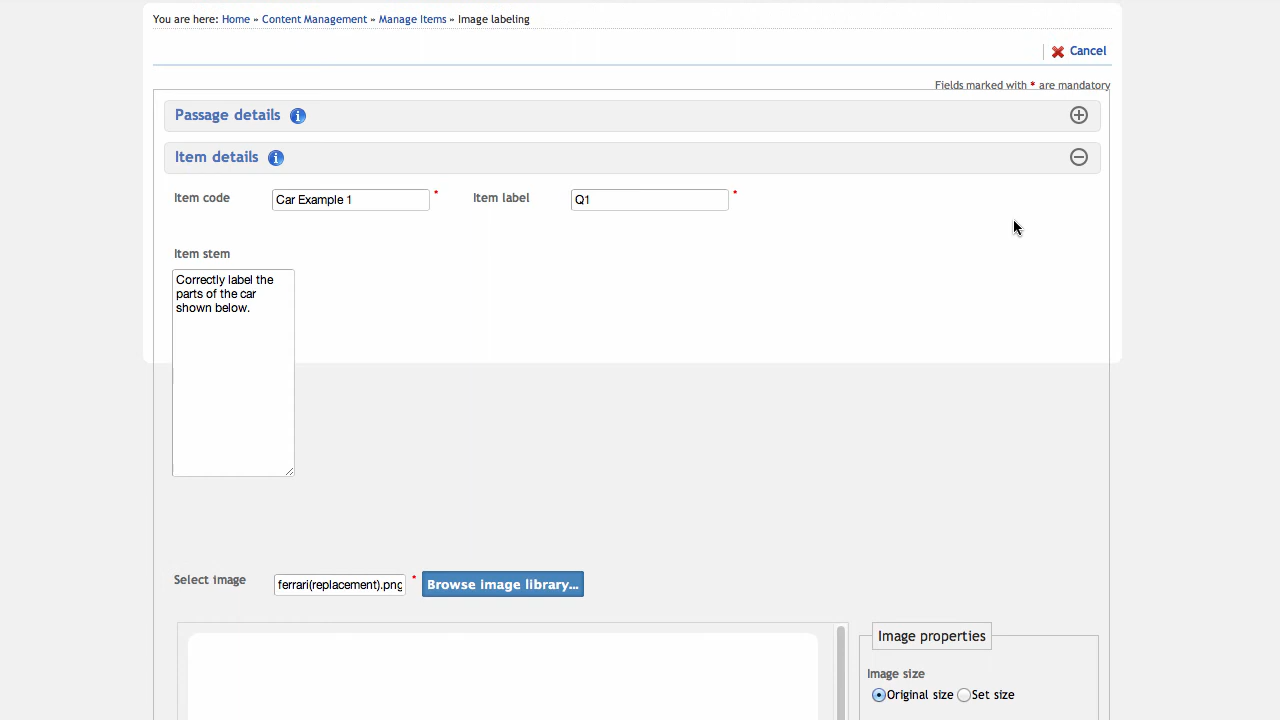 You are here: Home » Content Management » Manage Items » Image labeling
Cancel
Fields marked with * are mandatory
Passage details
Item details
Item code Car Example 1 * Item label Q1 *
Item stem
Correctly label the
parts of the car
shown below.
Select image ferrari(replacement).png * Browse image library...
Image properties
Image size
Original size Set size